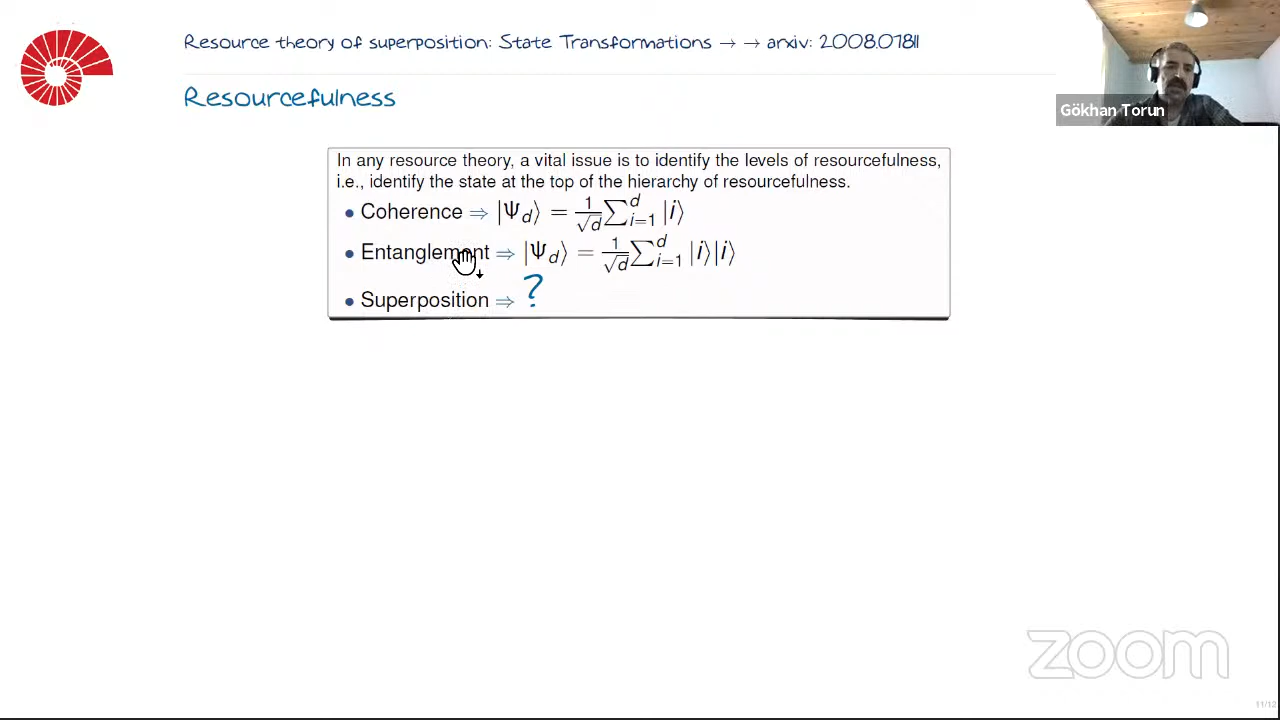 Resource theory of superposition: State Transformations → → arxiv: 2008.07811
Resourcefulness
Gökhan Torun
In any resource theory, a vital issue is to identify the levels of resourcefulness,
i.e., identify the state at the top of the hierarchy of resourcefulness.
• Coherence ⇒ |Ψ_d⟩ = 1/√d ∑_{i=1}^{d} |i⟩
• Entanglement ⇒ |Ψ_d⟩ = 1/√d ∑_{i=1}^{d} |i⟩|i⟩
• Superposition ⇒ ?
zoom
11/12